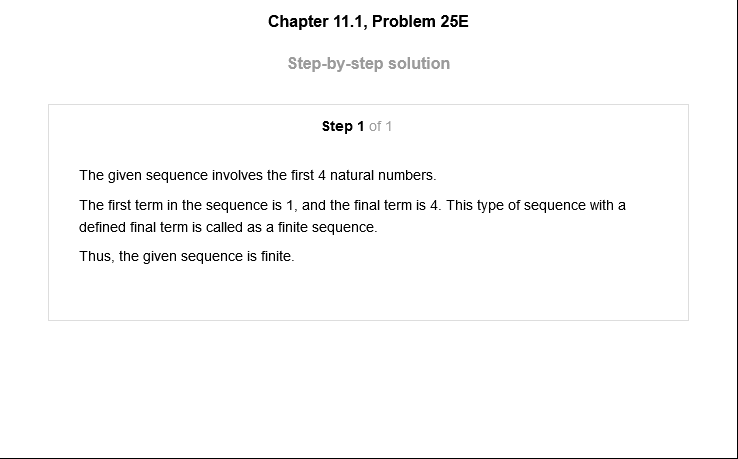 Chapter 11.1, Problem 25E
Step-by-step solution
Step 1 of 1
The given sequence involves the first 4 natural numbers.
The first term in the sequence is 1, and the final term is 4. This type of sequence with a
defined final term is called as a finite sequence.
Thus, the given sequence is finite.